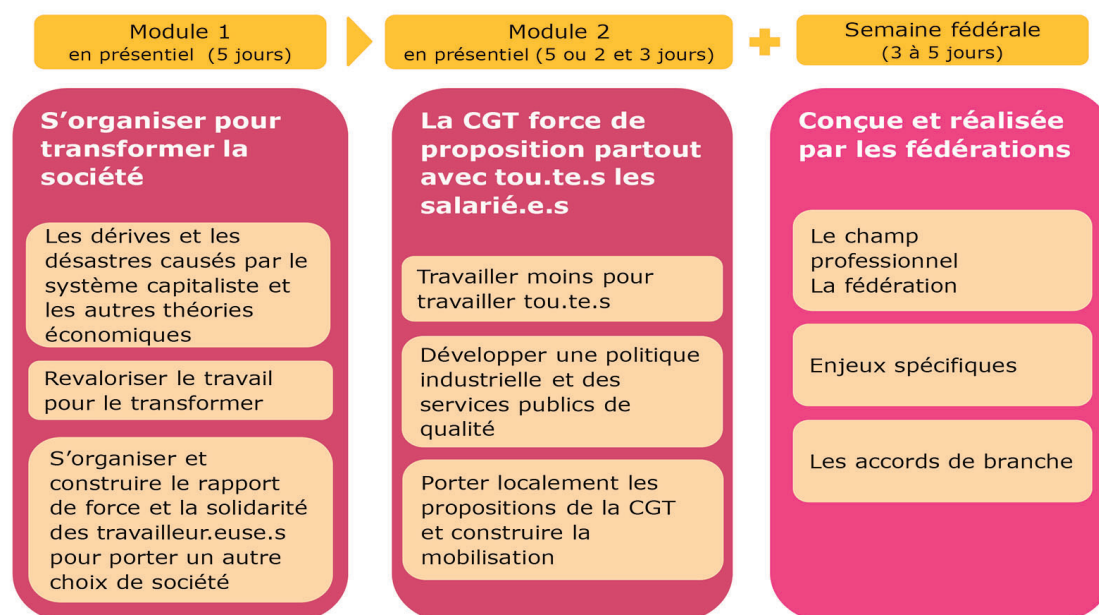 Module 1
en présentiel (5 jours)
Module 2
en présentiel (5 ou 2 et 3 jours)
Semaine fédérale
(3 à 5 jours)
S’organiser pour
transformer la
société
Les dérives et les
désastres causés par le
système capitaliste et
les autres théories
économiques
Revaloriser le travail
pour le transformer
S’organiser et
construire le rapport
de force et la solidarité
des travailleur.euse.s
pour porter un autre
choix de société
La CGT force de
proposition partout
avec tou.te.s les
salarié.e.s
Travailler moins pour
travailler tou.te.s
Développer une politique
industrielle et des
services publics de
qualité
Porter localement les
propositions de la CGT
et construire la
mobilisation
Conçue et réalisée
par les fédérations
Le champ
professionnel
La fédération
Enjeux spécifiques
Les accords de branche